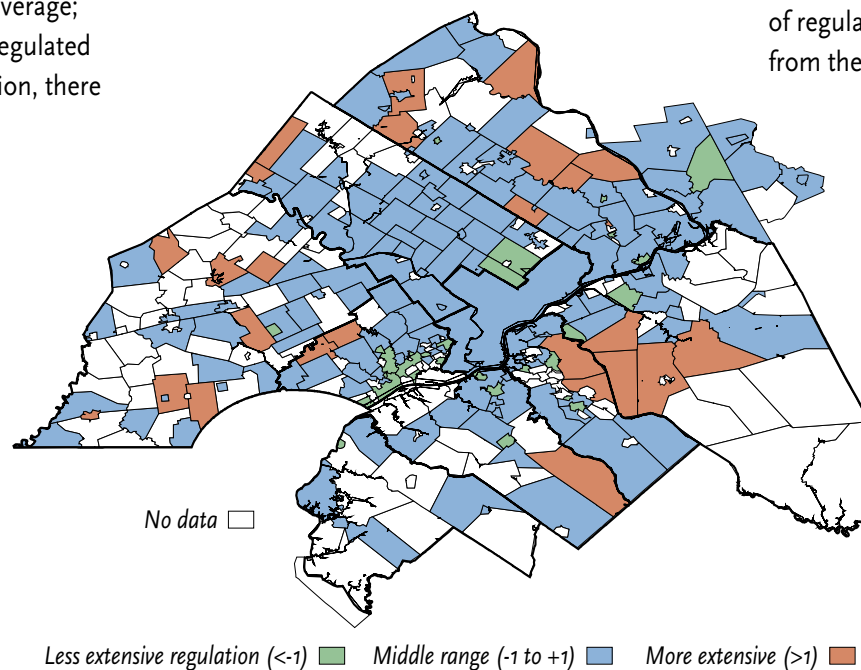 verage;
egulated
ion, there
of regula
from the
No data
Less extensive regulation (<-1) Middle range (-1 to +1) More extensive (>1)